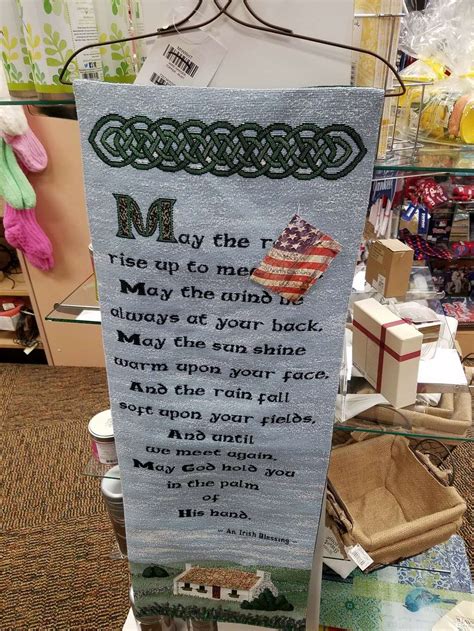 May the
rise up to
May the wind be
always at your back.
May the sun shine
warm upon your face,
And the rain fall
soft upon your fields,
And until
we meet again,
May God hold you
in the palm
of
His hand.
~ An Irish Blessing ~